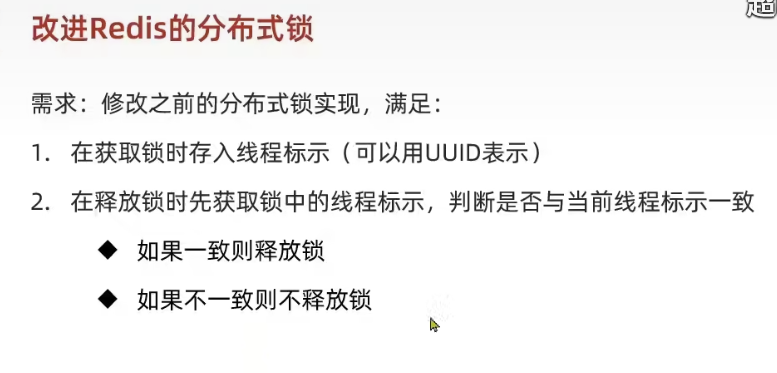 改进Redis的分布式锁
需求：修改之前的分布式锁实现，满足：
1. 在获取锁时存入线程标示（可以用UUID表示）
2. 在释放锁时先获取锁中的线程标示，判断是否与当前线程标示一致
◆ 如果一致则释放锁
◆ 如果不一致则不释放锁